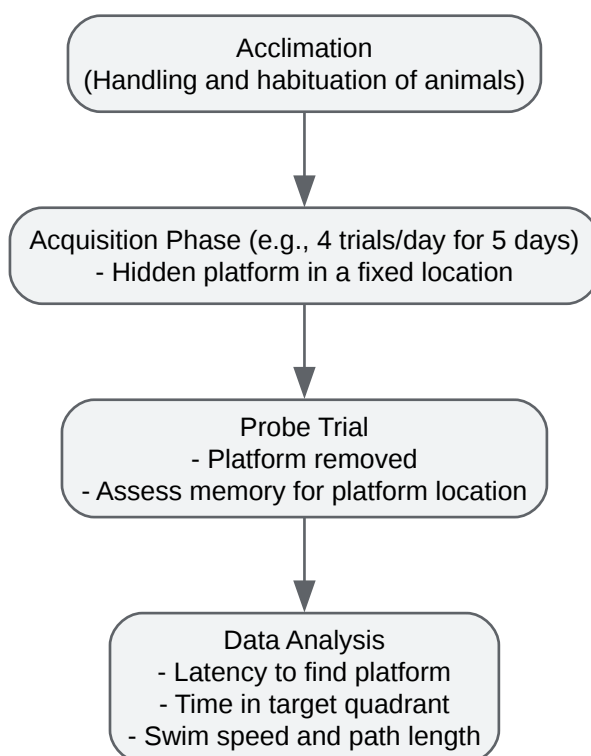 Acclimation
(Handling and habituation of animals)
Acquisition Phase (e.g., 4 trials/day for 5 days)
- Hidden platform in a fixed location
Probe Trial
- Platform removed
- Assess memory for platform location
Data Analysis
- Latency to find platform
- Time in target quadrant
- Swim speed and path length